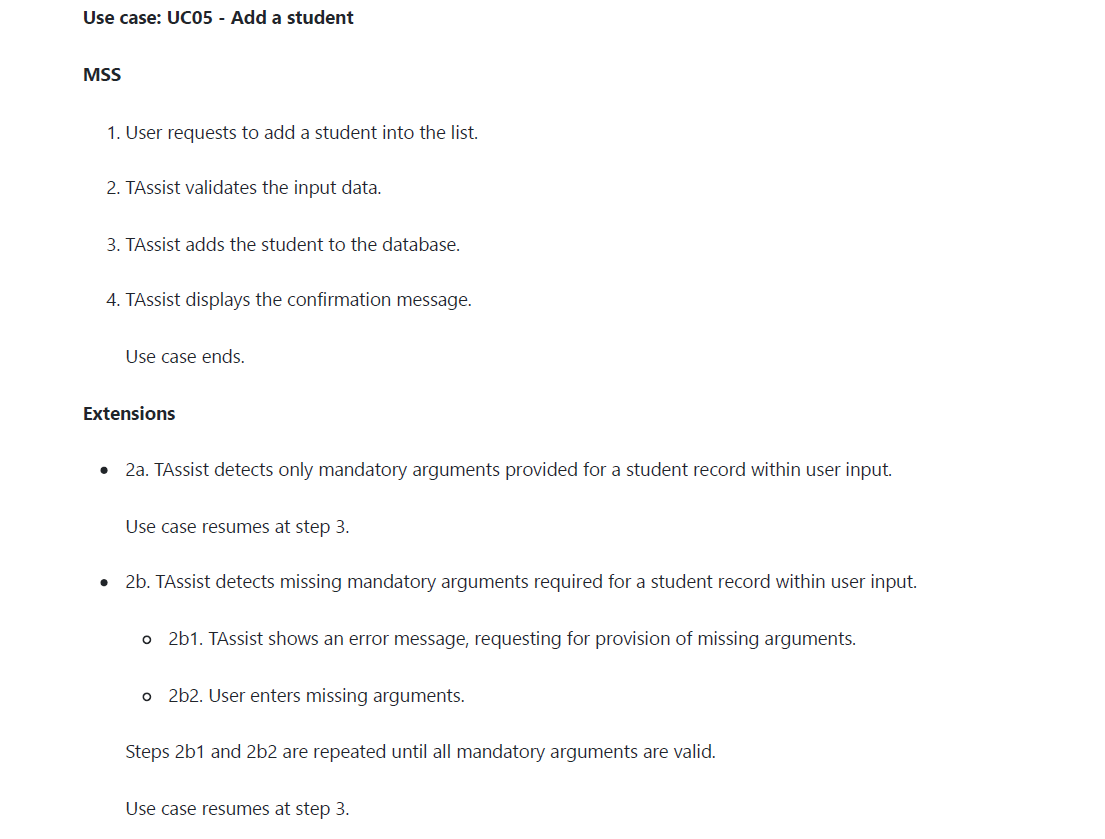 Use case: UC05 - Add a student
MSS
1. User requests to add a student into the list.
2. TAssist validates the input data.
3. TAssist adds the student to the database.
4. TAssist displays the confirmation message.
Use case ends.
Extensions
• 2a. TAssist detects only mandatory arguments provided for a student record within user input.
Use case resumes at step 3.
• 2b. TAssist detects missing mandatory arguments required for a student record within user input.
○ 2b1. TAssist shows an error message, requesting for provision of missing arguments.
○ 2b2. User enters missing arguments.
Steps 2b1 and 2b2 are repeated until all mandatory arguments are valid.
Use case resumes at step 3.